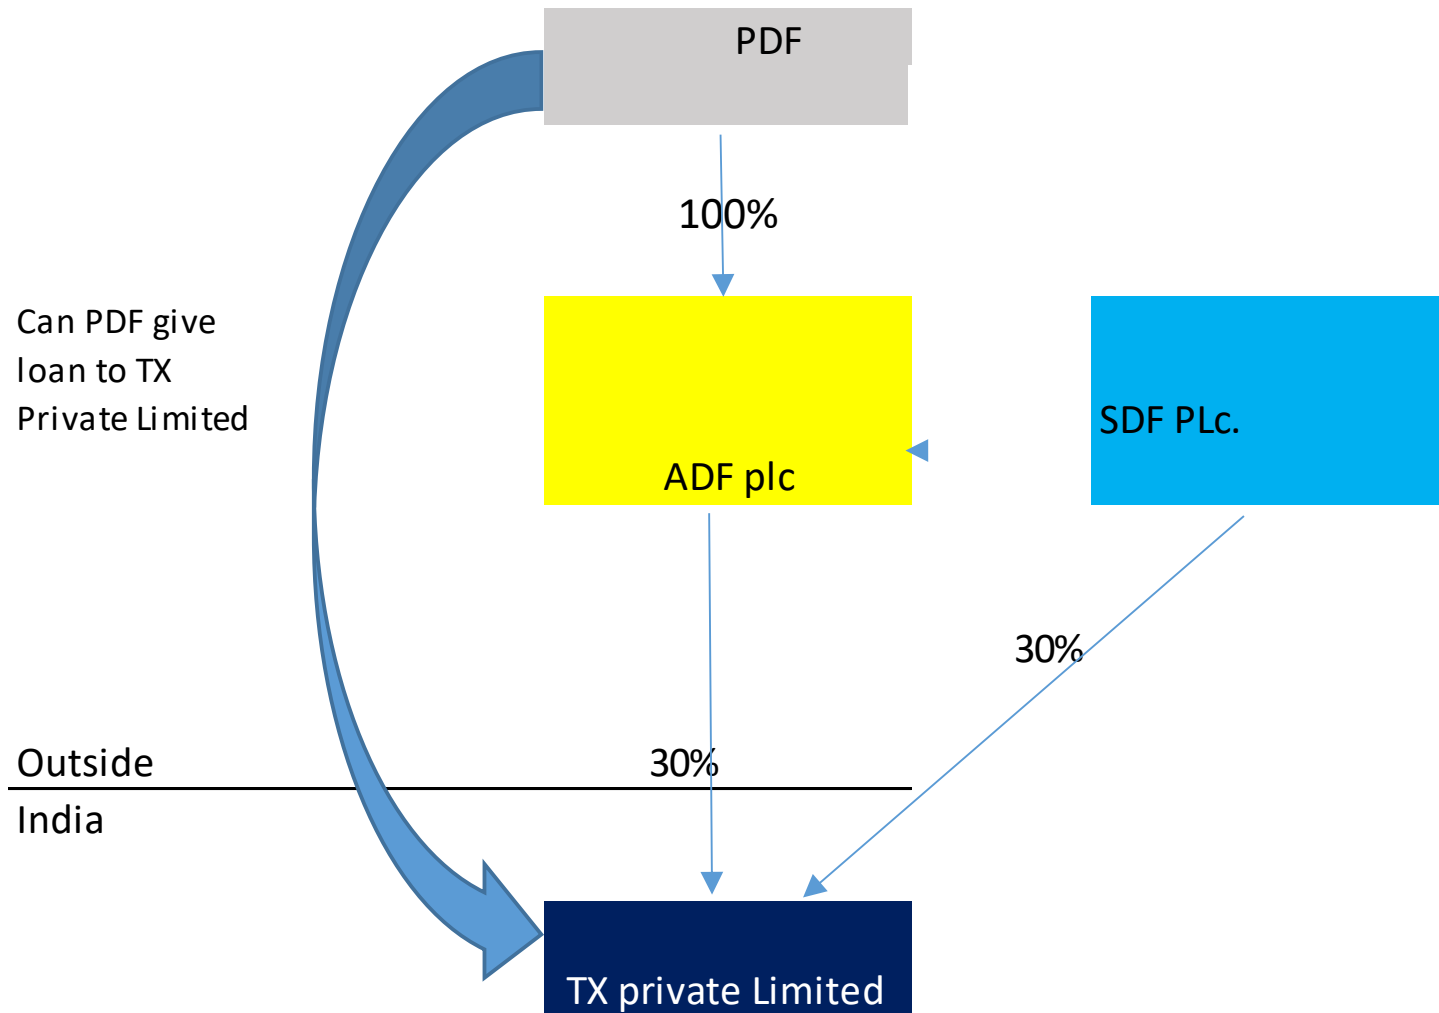 PDF
100%
Can PDF give
loan to TX
Private Limited
SDF PLc.
ADF plc
30%
Outside
30%
India
TX private Limited